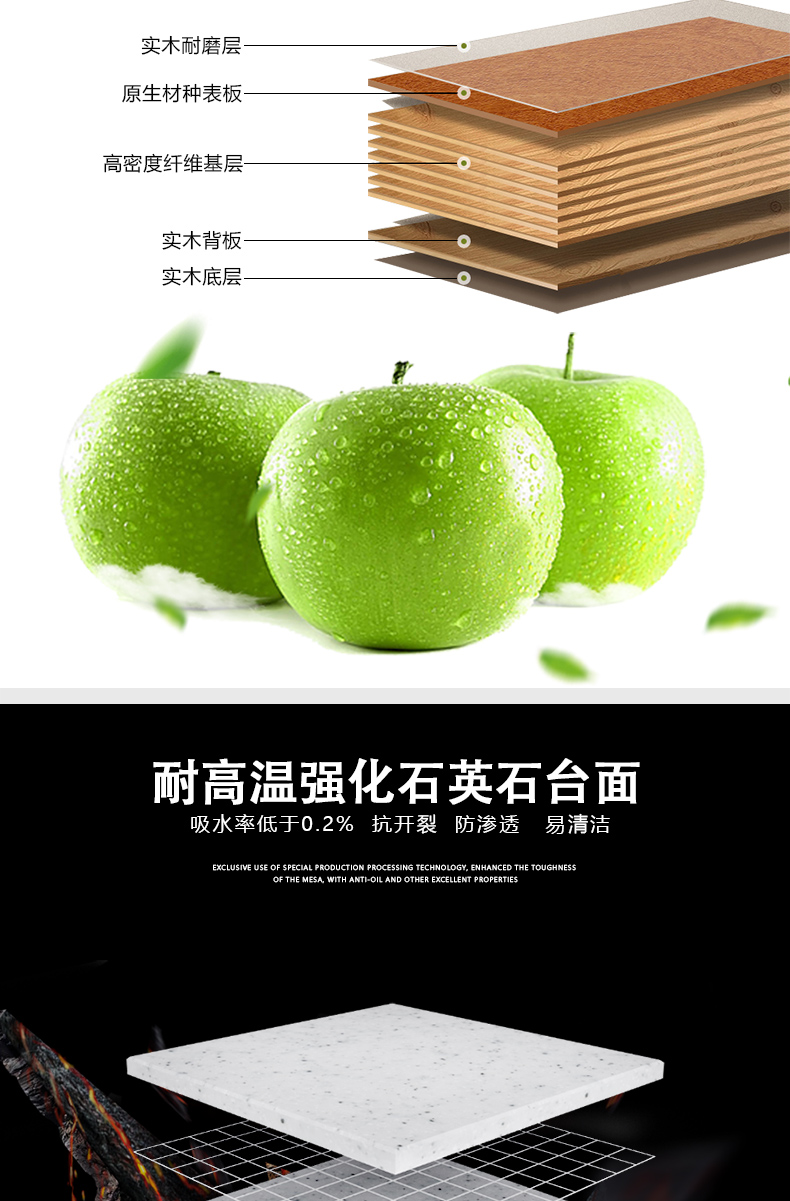 实木耐磨层
原生材种表板
高密度纤维基层
实木背板
实木底层
耐高温强化石英石台面
吸水率低于0.2% 抗开裂 防渗透 易清洁
EXCLUSIVE USE OF SPECIAL PRODUCTION PROCESSING TECHNOLOGY, ENHANCED THE TOUGHNESS
OF THE MESA, WITH ANTI-OIL AND OTHER EXCELLENT PROPERTIES